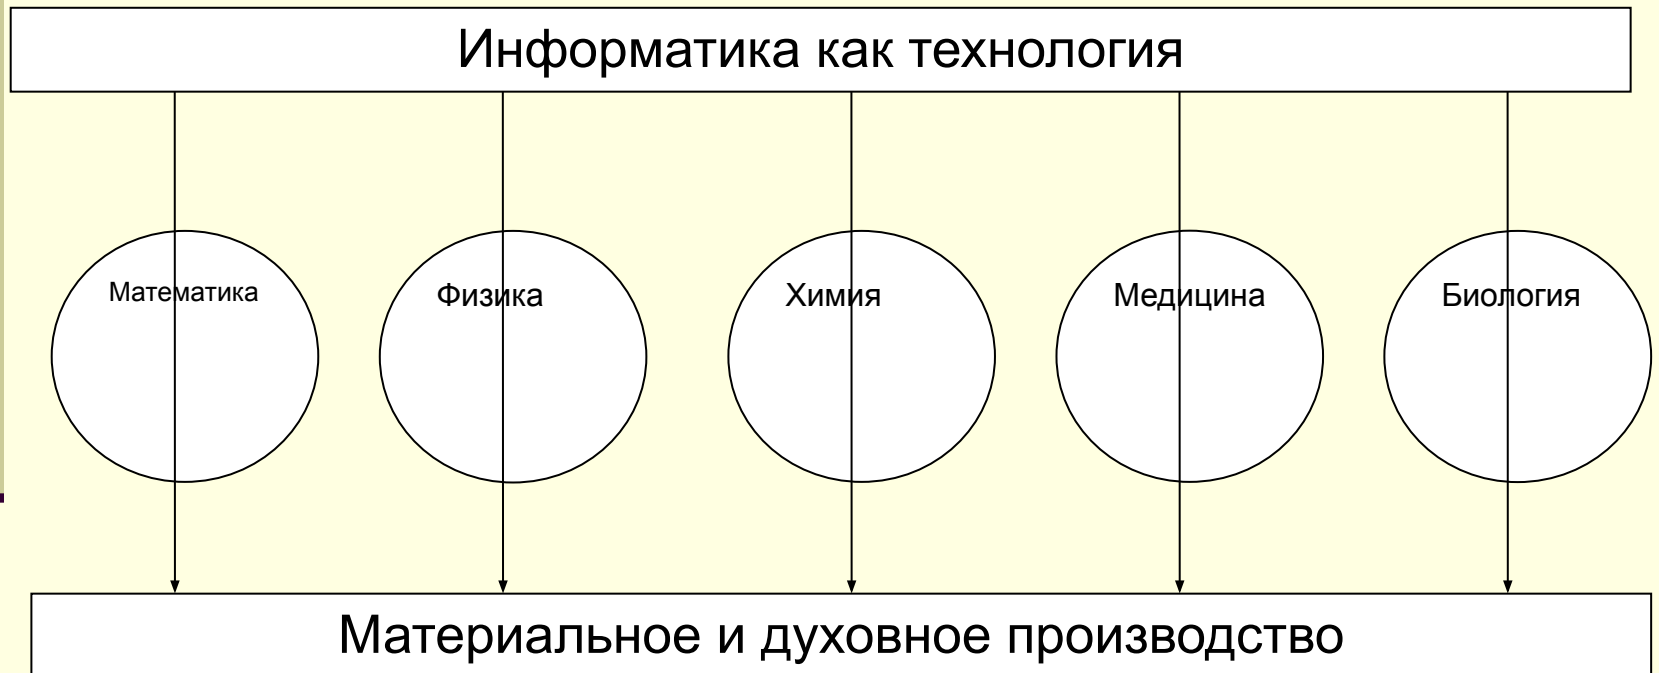 Информатика как технология
Математика
Физика
Химия
Медицина
Биология
Материальное и духовное производство